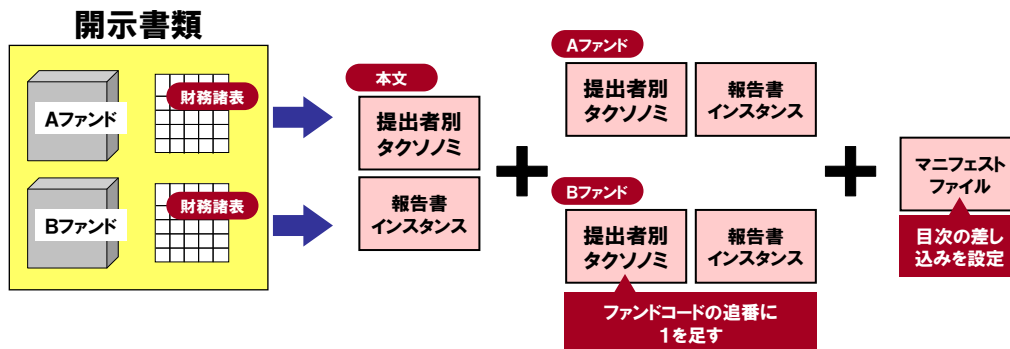 開示書類
Aファンド
財務諸表
Bファンド
財務諸表
本文
提出者別
タクソノミ
報告書
インスタンス
Aファンド
提出者別
タクソノミ
報告書
インスタンス
Bファンド
提出者別
タクソノミ
報告書
インスタンス
ファンドコードの追番に
1を足す
マニフェスト
ファイル
目次の差し
込みを設定